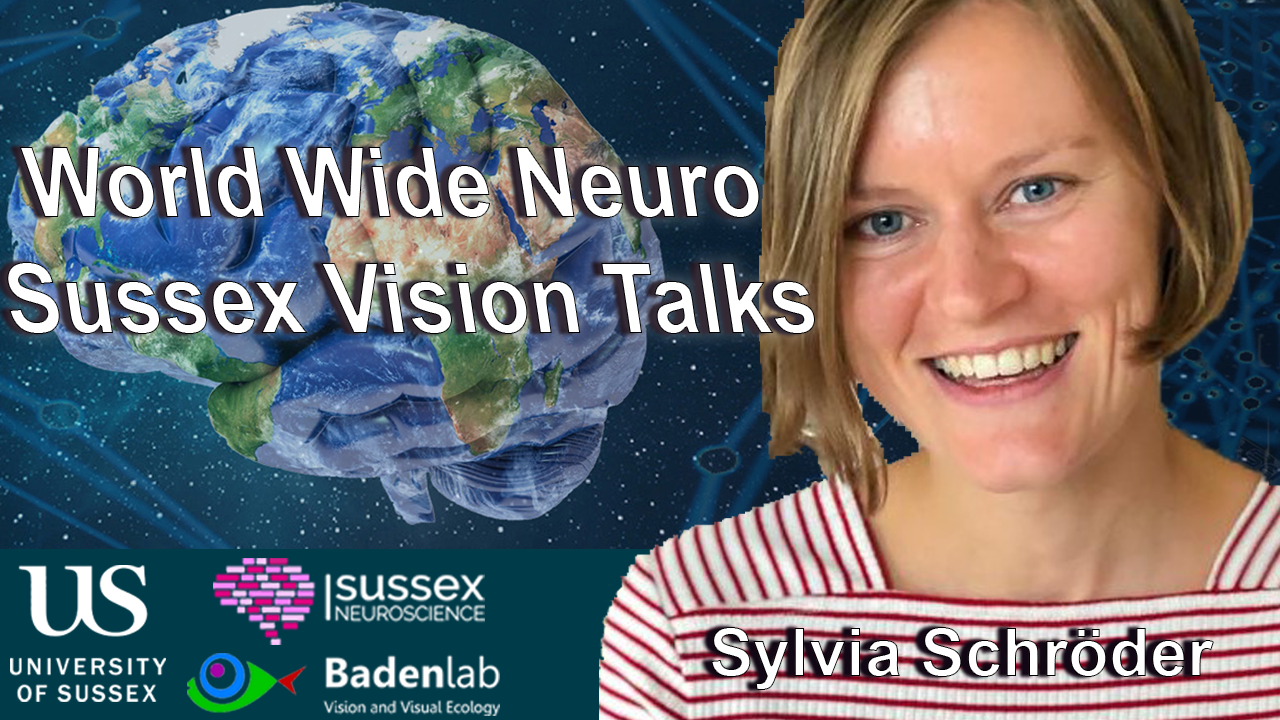 World Wide Neuro
Sussex Vision Talks
US
UNIVERSITY
OF SUSSEX
sussex
NEUROSCIENCE
Badenlab
Vision and Visual Ecology
Sylvia Schröder